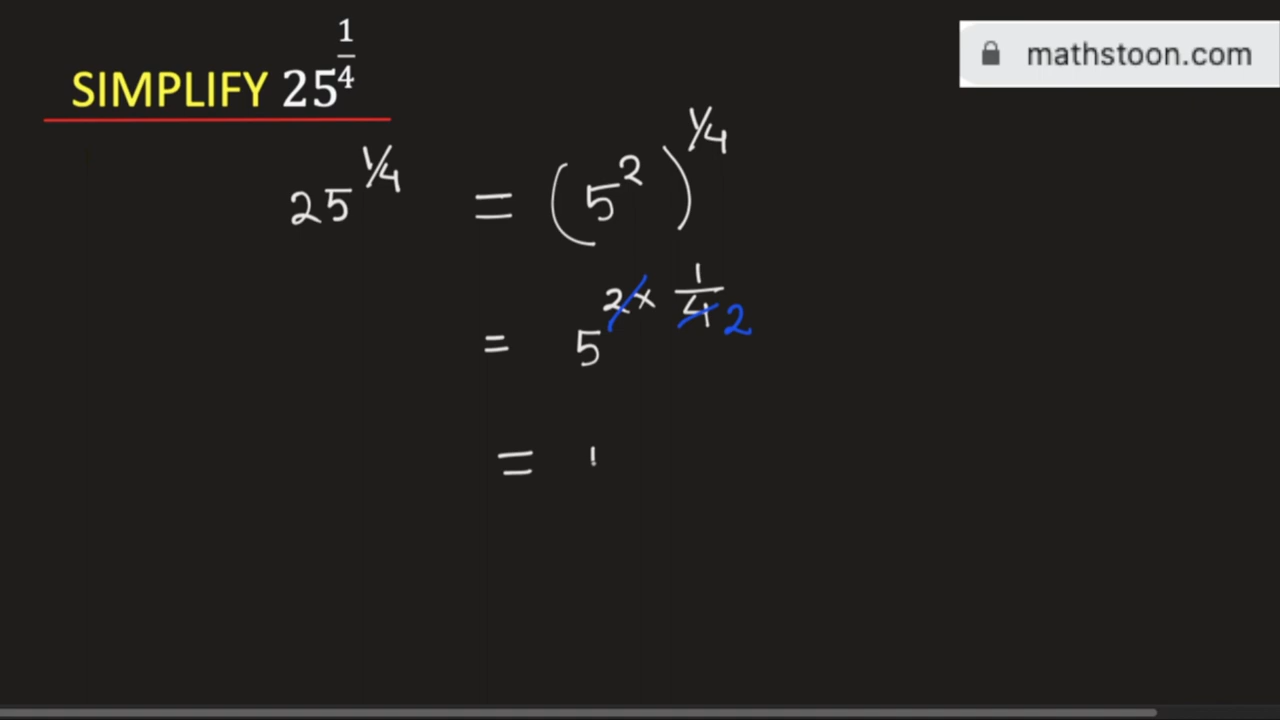 SIMPLIFY 25^(1/4)
mathstoon.com
25^(1/4) = (5^2)^(1/4)
= 5^(2 × 1/4) 2
=